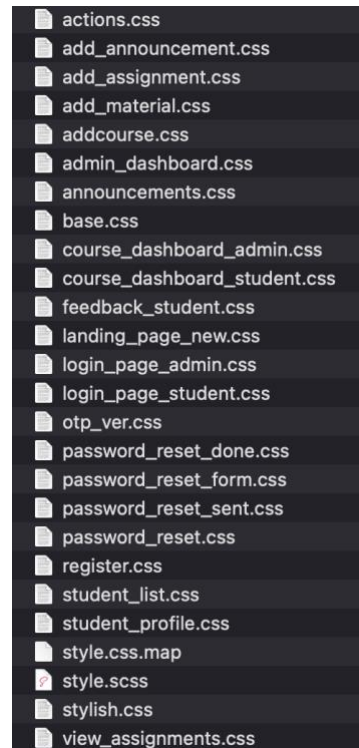 actions.css
add_announcement.css
add_assignment.css
add_material.css
addcourse.css
admin_dashboard.css
announcements.css
base.css
course_dashboard_admin.css
course_dashboard_student.css
feedback_student.css
landing_page_new.css
login_page_admin.css
login_page_student.css
otp_ver.css
password_reset_done.css
password_reset_form.css
password_reset_sent.css
password_reset.css
register.css
student_list.css
student_profile.css
style.css.map
style.scss
stylish.css
view_assignments.css